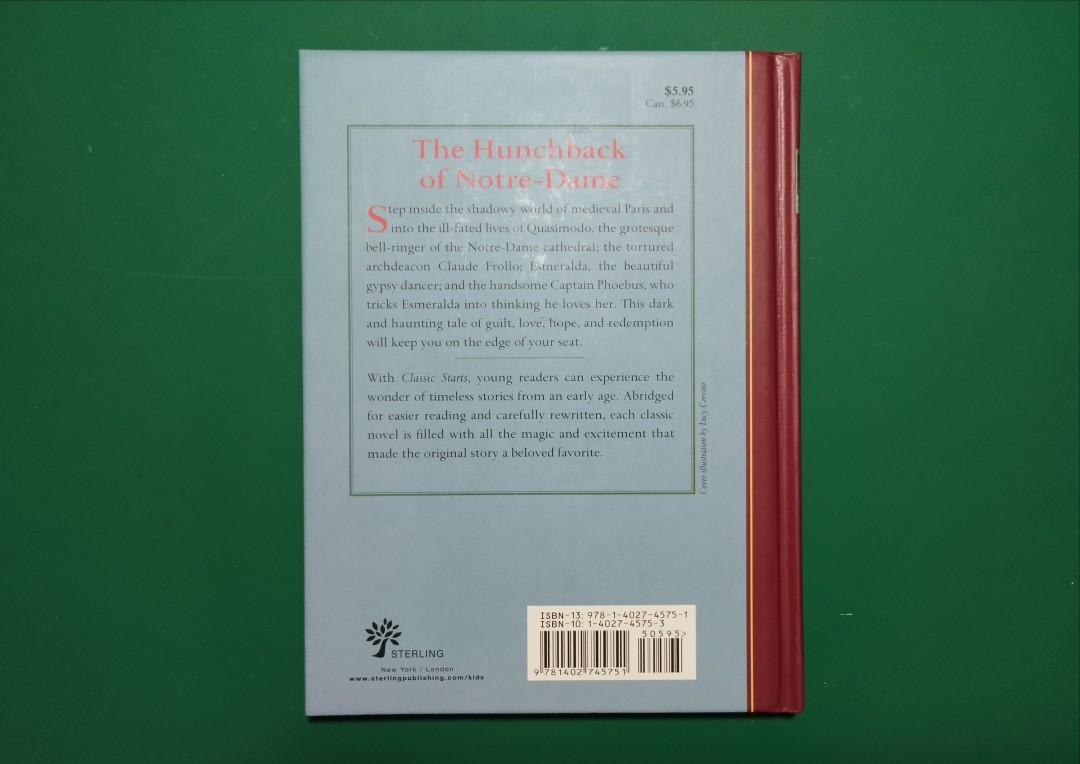 $5.95
Can. $6.95
The Hunchback
of Notre-Dame
Step inside the shadowy world of medieval Paris and
into the ill-fated lives of Quasimodo, the grotesque
bell-ringer of the Notre-Dame cathedral; the tortured
archdeacon Claude Frollo; Esmeralda, the beautiful
gypsy dancer; and the handsome Captain Phoebus, who
tricks Esmeralda into thinking he loves her. This dark
and haunting tale of guilt, love, hope, and redemption
will keep you on the edge of your seat.
With Classic Starts, young readers can experience the
wonder of timeless stories from an early age. Abridged
for easier reading and carefully rewritten, each classic
novel is filled with all the magic and excitement that
made the original story a beloved favorite.
Cover illustration by Lucy Corvino
STERLING
New York / London
www.sterlingpublishing.com/kids
ISBN-13: 978-1-4027-4575-1
ISBN-10: 1-4027-4575-3
50595>
9 781402 745751